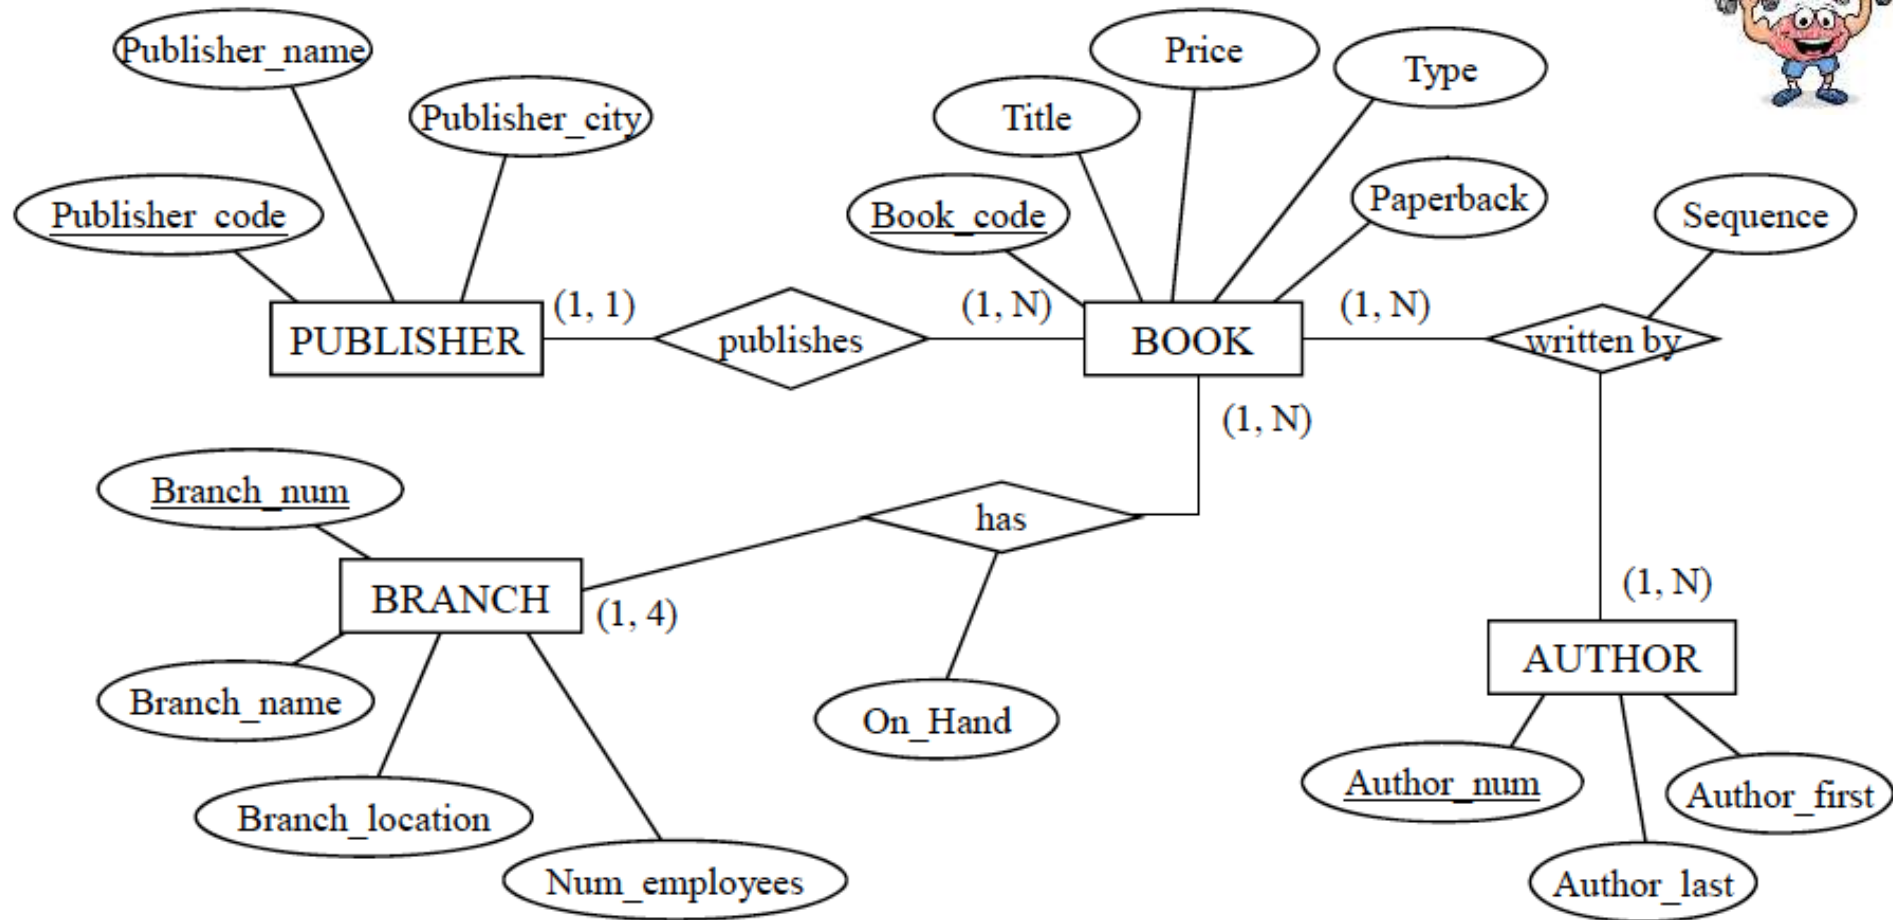 Publisher_name
Price
Type
Publisher_city
Title
Publisher_code
Book_code
Paperback
Sequence
(1, 1)
(1, N)
(1, N)
PUBLISHER
publishes
BOOK
written by
(1, N)
Branch_num
has
BRANCH
(1, 4)
(1, N)
AUTHOR
Branch_name
On_Hand
Author_num
Author_first
Branch_location
Num_employees
Author_last